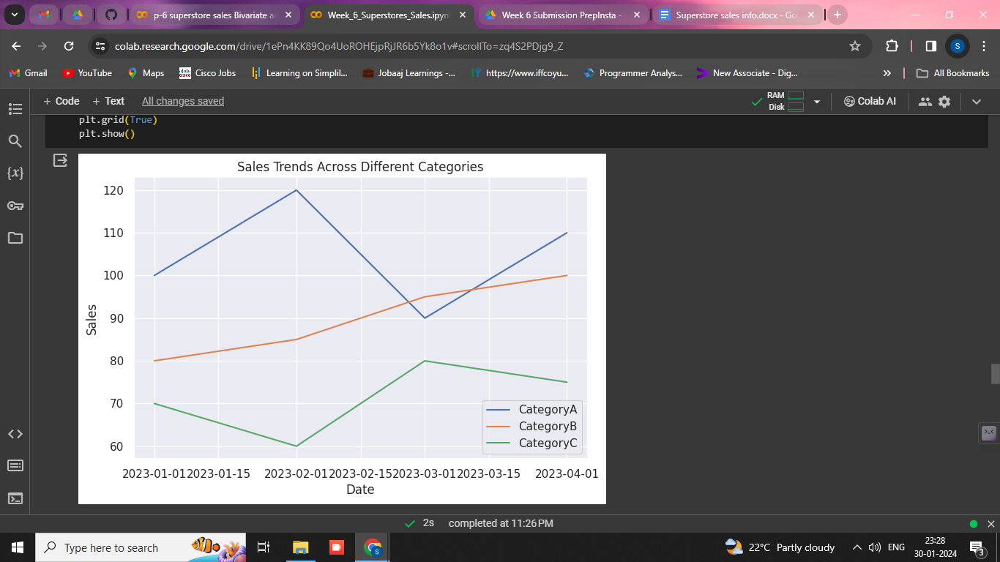 p-6 superstore sales Bivariate a
Week_6_Superstores_Sales.ipyn
Week 6 Submission PrepInsta -
Superstore sales info.docx - Go
colab.research.google.com/drive/1ePn4KK89Qo4UoROHEjpRjJR6b5Yk8o1v#scrollTo=zq4S2PDjg9_Z
S
Gmail
YouTube
Maps
Cisco Jobs
Learning on Simplil...
Jobaaj Learnings -...
https://www.iffcoyu...
Programmer Analys...
New Associate - Dig...
All Bookmarks
+ Code + Text All changes saved
RAM
Disk
Colab AI
plt.grid(True)
plt.show()
{x}
Sales Trends Across Different Categories
120
110
100
90
80
70
60
Sales
CategoryA
CategoryB
CategoryC
2023-01-01 2023-01-15 2023-02-01 2023-02-15 2023-03-01 2023-03-15 2023-04-01
Date
2s completed at 11:26 PM
Type here to search
22°C Partly cloudy
ENG
23:28
30-01-2024
3